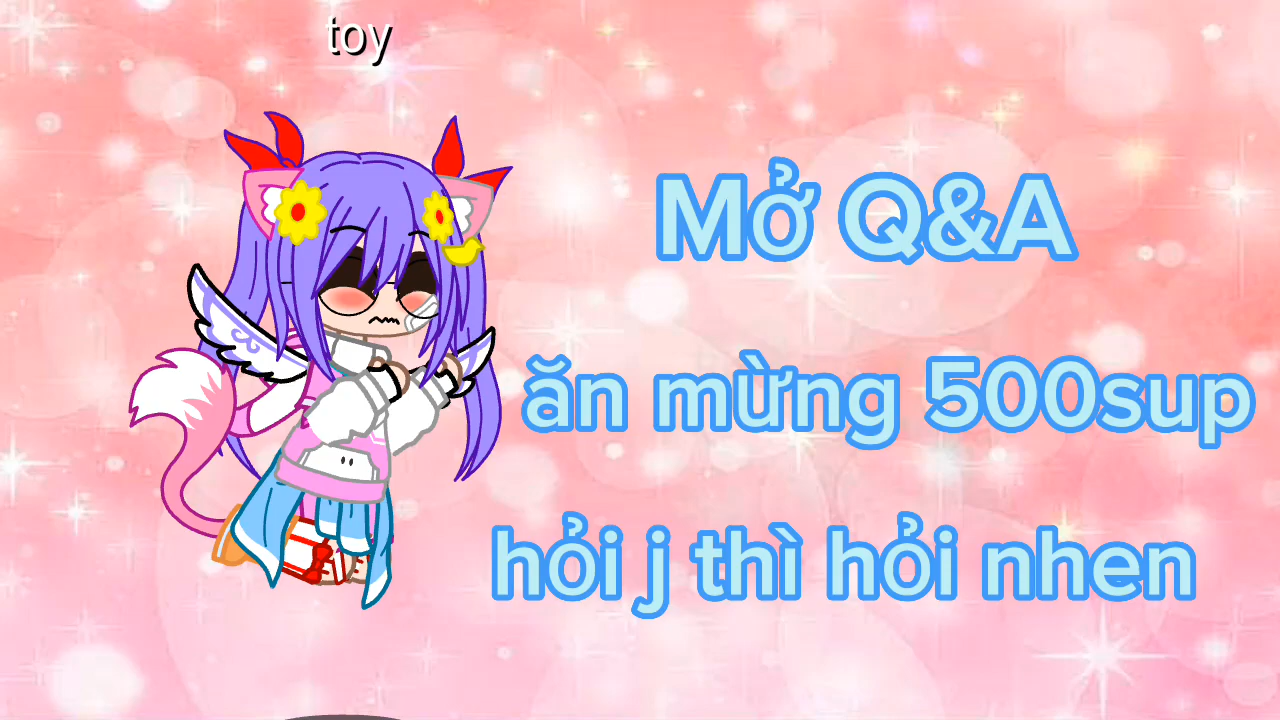 toy
Mở Q&A
ăn mừng 500sup
hỏi j thì hỏi nhen